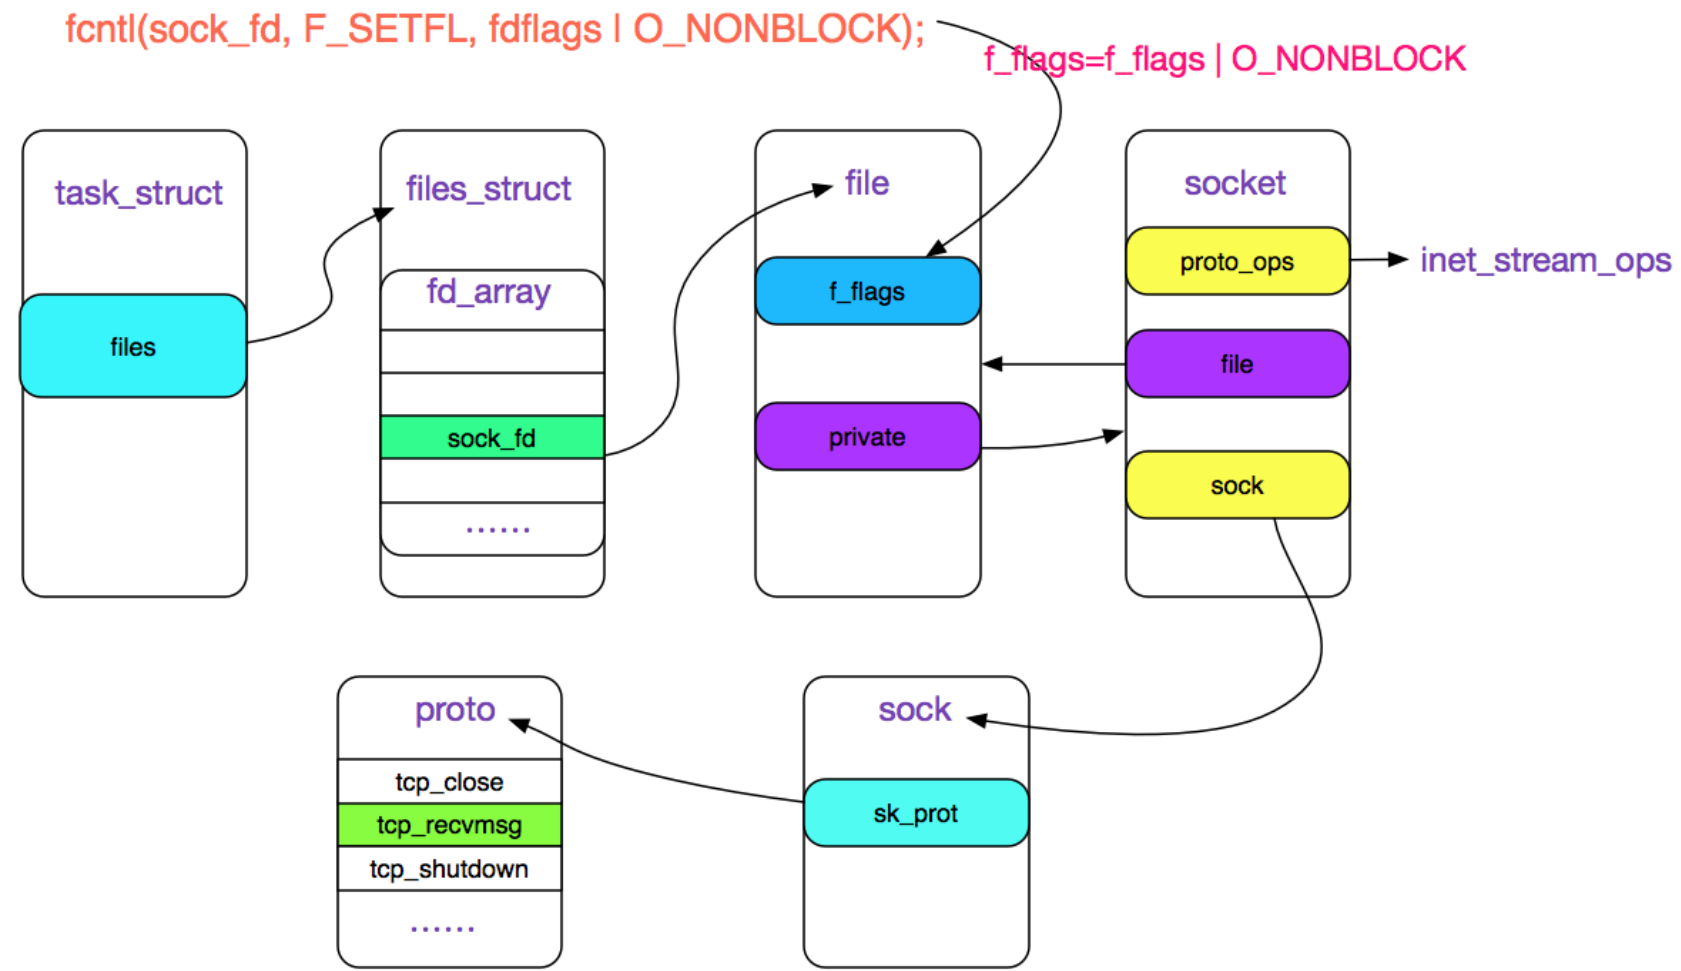 fcntl(sock_fd, F_SETFL, fdflags | O_NONBLOCK);
f_flags=f_flags | O_NONBLOCK
task_struct
files
files_struct
fd_array
sock_fd
......
file
f_flags
private
socket
proto_ops
file
sock
inet_stream_ops
proto
tcp_close
tcp_recvmsg
tcp_shutdown
......
sock
sk_prot